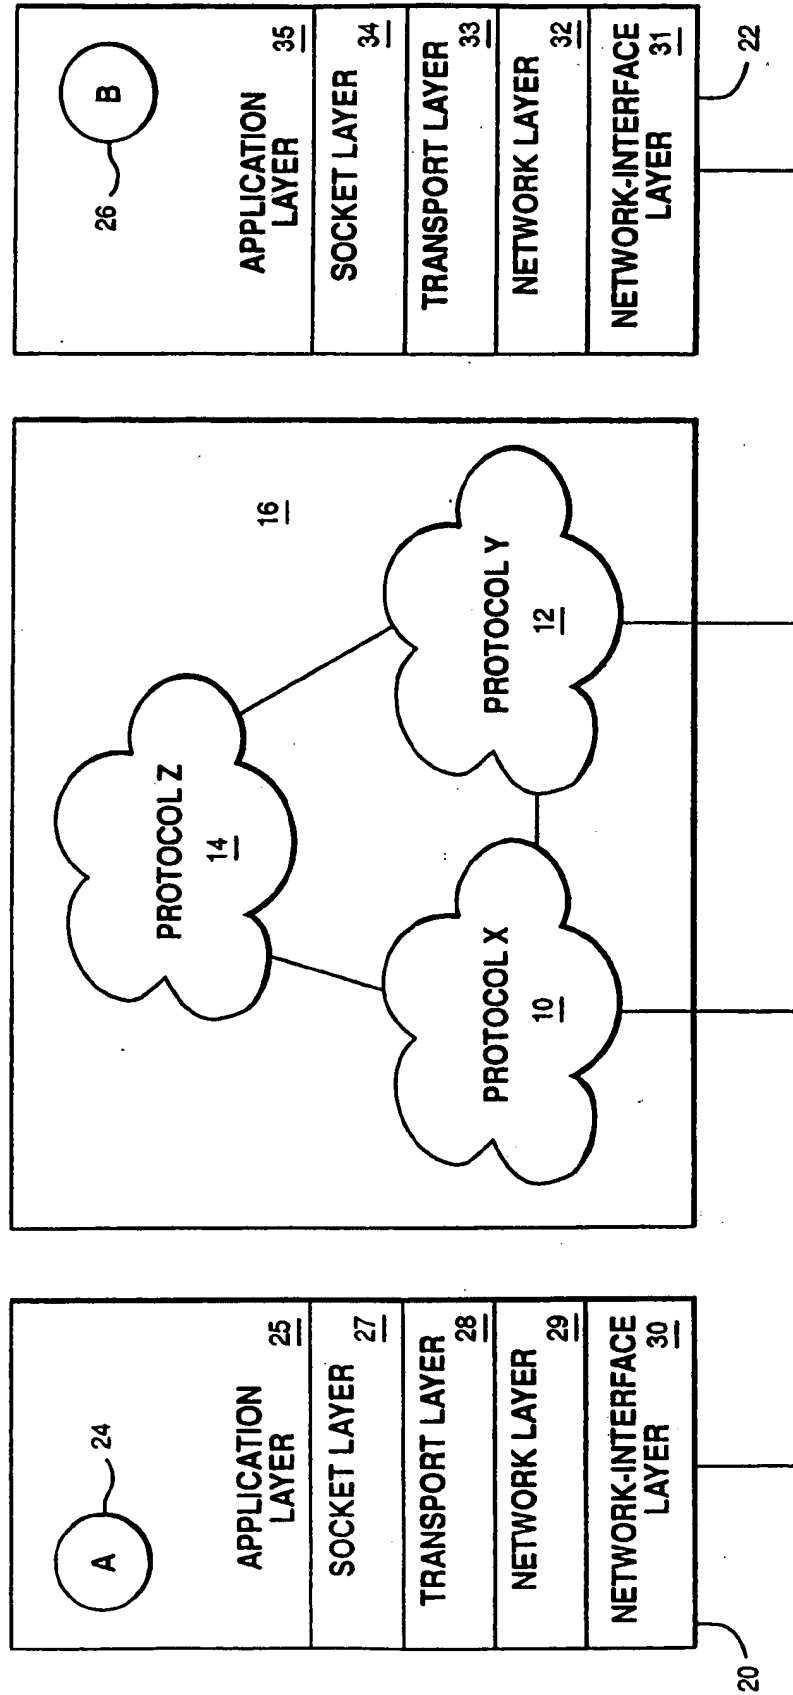 A
24
APPLICATION
LAYER
25
SOCKET LAYER
27
TRANSPORT LAYER
28
NETWORK LAYER
29
NETWORK-INTERFACE
LAYER
30
20
PROTOCOL Z
14
16
PROTOCOL X
10
PROTOCOL Y
12
B
26
APPLICATION
LAYER
35
SOCKET LAYER
34
TRANSPORT LAYER
33
NETWORK LAYER
32
NETWORK-INTERFACE
LAYER
31
22